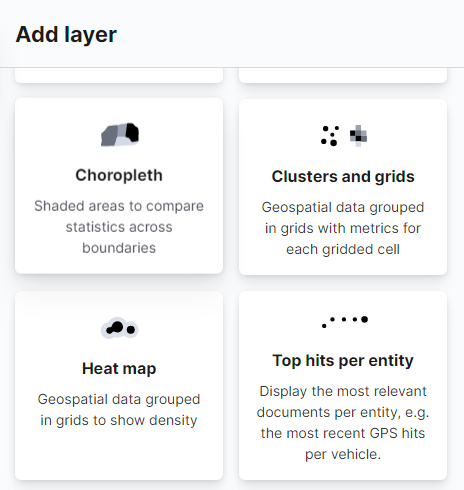 Add layer
Choropleth
Shaded areas to compare
statistics across
boundaries
Clusters and grids
Geospatial data grouped
in grids with metrics for
each gridded cell
Heat map
Geospatial data grouped
in grids to show density
Top hits per entity
Display the most relevant
documents per entity, e.g.
the most recent GPS hits
per vehicle.